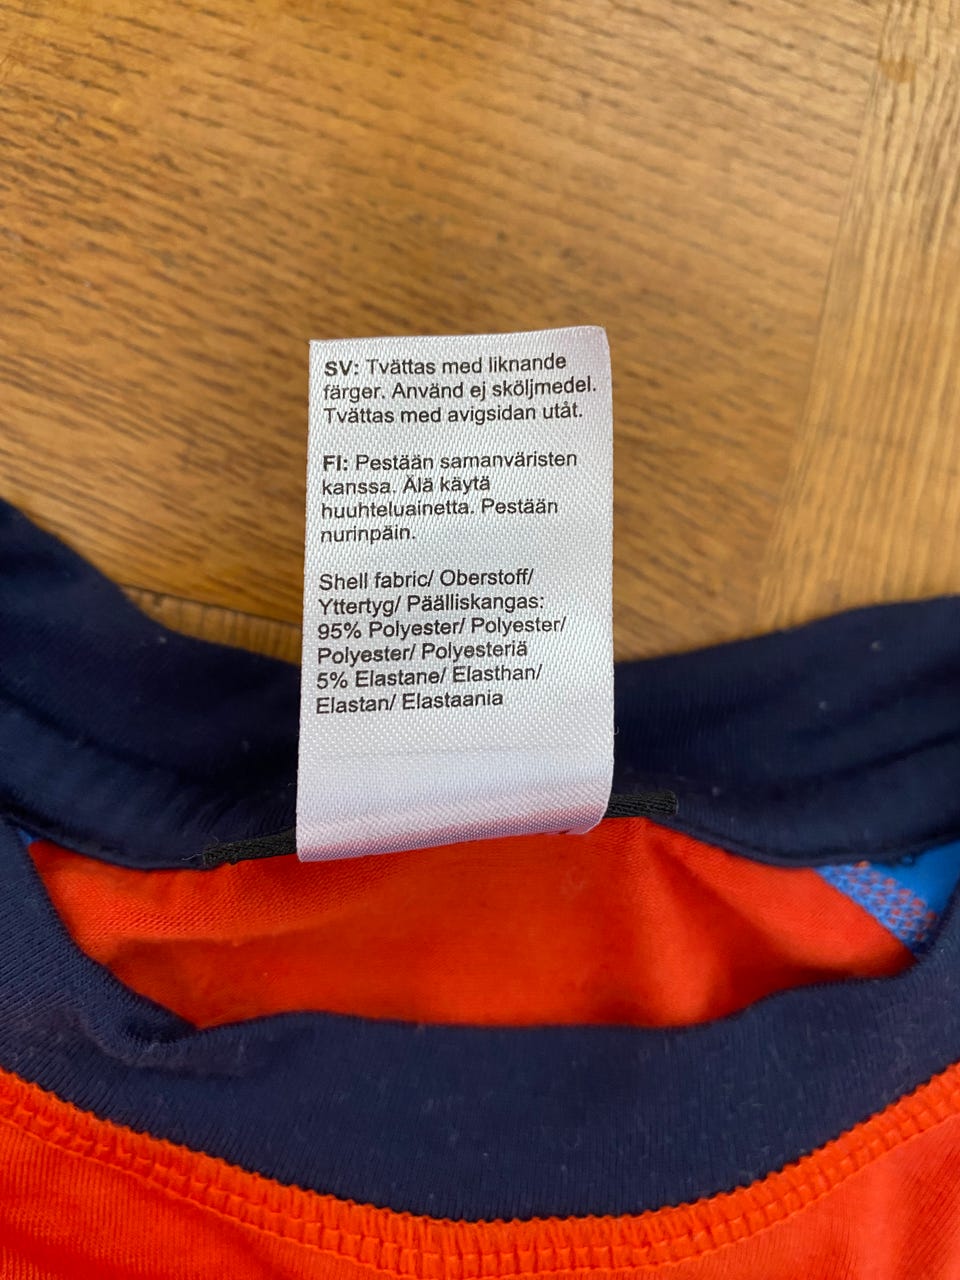 SV: Tvättas med liknande
färger. Använd ej sköljmedel.
Tvättas med avigsidan utåt.
FI: Pestään samanväristen
kanssa. Älä käytä
huuhteluainetta. Pestään
nurinpäin.
Shell fabric/ Oberstoff/
Yttertyg/ Päälliskangas:
95% Polyester/ Polyester/
Polyester/ Polyesteriä
5% Elastane/ Elasthan/
Elastan/ Elastaania